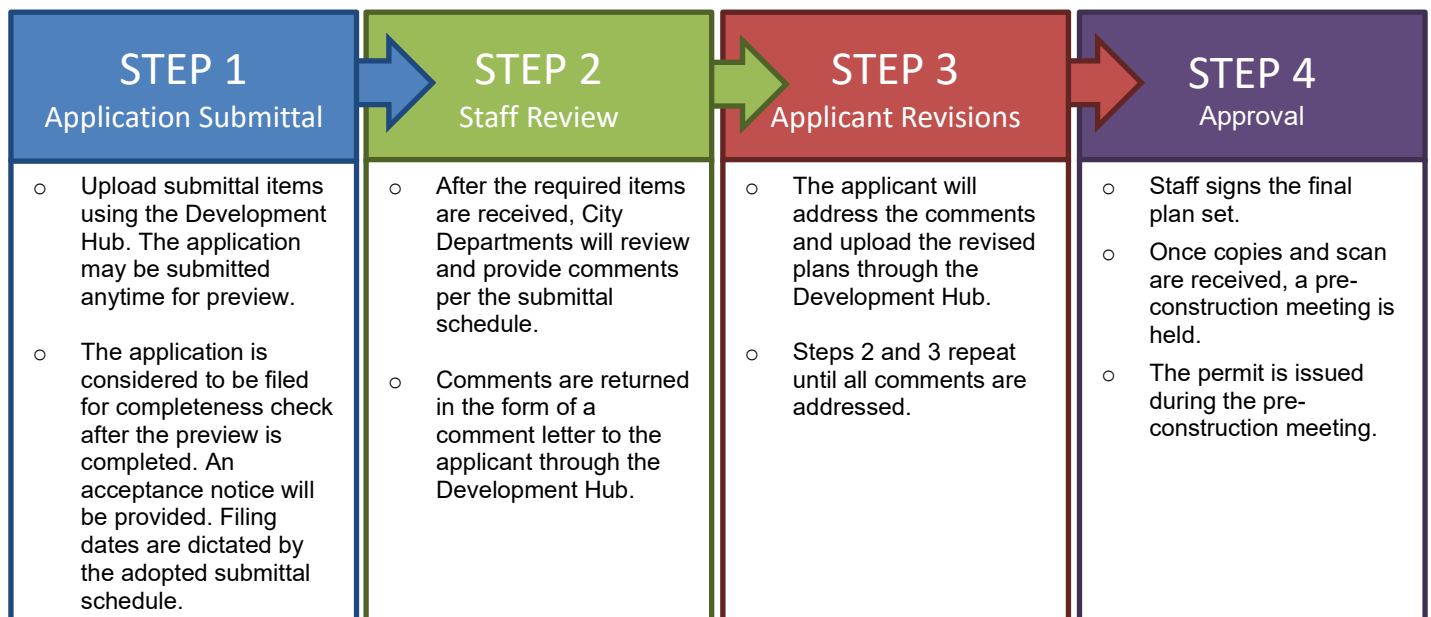 STEP 1
Application Submittal
○ Upload submittal items
using the Development
Hub. The application
may be submitted
anytime for preview.
○ The application is
considered to be filed
for completeness check
after the preview is
completed. An
acceptance notice will
be provided. Filing
dates are dictated by
the adopted submittal
schedule.
STEP 2
Staff Review
○ After the required items
are received, City
Departments will review
and provide comments
per the submittal
schedule.
○ Comments are returned
in the form of a
comment letter to the
applicant through the
Development Hub.
STEP 3
Applicant Revisions
○ The applicant will
address the comments
and upload the revised
plans through the
Development Hub.
○ Steps 2 and 3 repeat
until all comments are
addressed.
STEP 4
Approval
○ Staff signs the final
plan set.
○ Once copies and scan
are received, a pre-
construction meeting is
held.
○ The permit is issued
during the pre-
construction meeting.